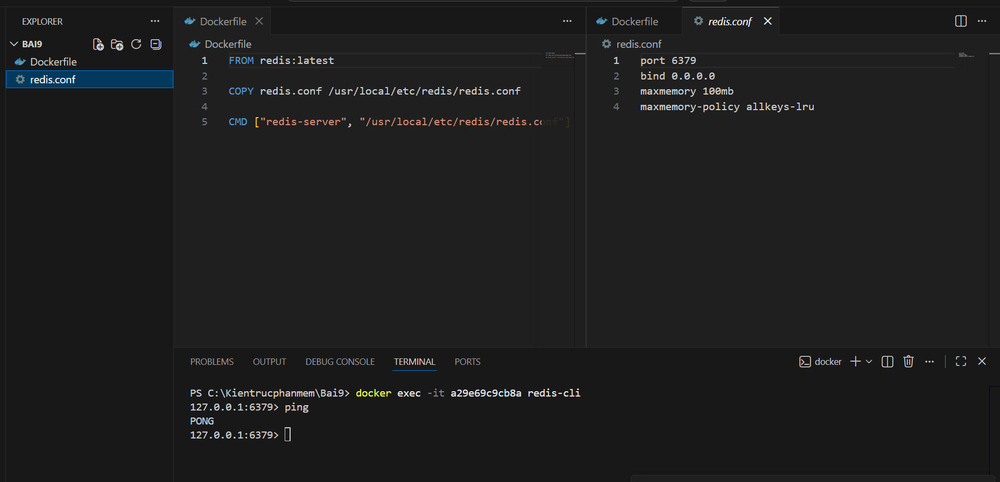 EXPLORER
BAI9
Dockerfile
redis.conf
Dockerfile
Dockerfile
1 FROM redis:latest
2
3 COPY redis.conf /usr/local/etc/redis/redis.conf
4
5 CMD ["redis-server", "/usr/local/etc/redis/redis.conf"]
Dockerfile
redis.conf
redis.conf
1 port 6379
2 bind 0.0.0.0
3 maxmemory 100mb
4 maxmemory-policy allkeys-lru
PROBLEMS OUTPUT DEBUG CONSOLE TERMINAL PORTS
docker
PS C:\Kientrucphanmem\Bai9> docker exec -it a29e69c9cb8a redis-cli
127.0.0.1:6379> ping
PONG
127.0.0.1:6379>